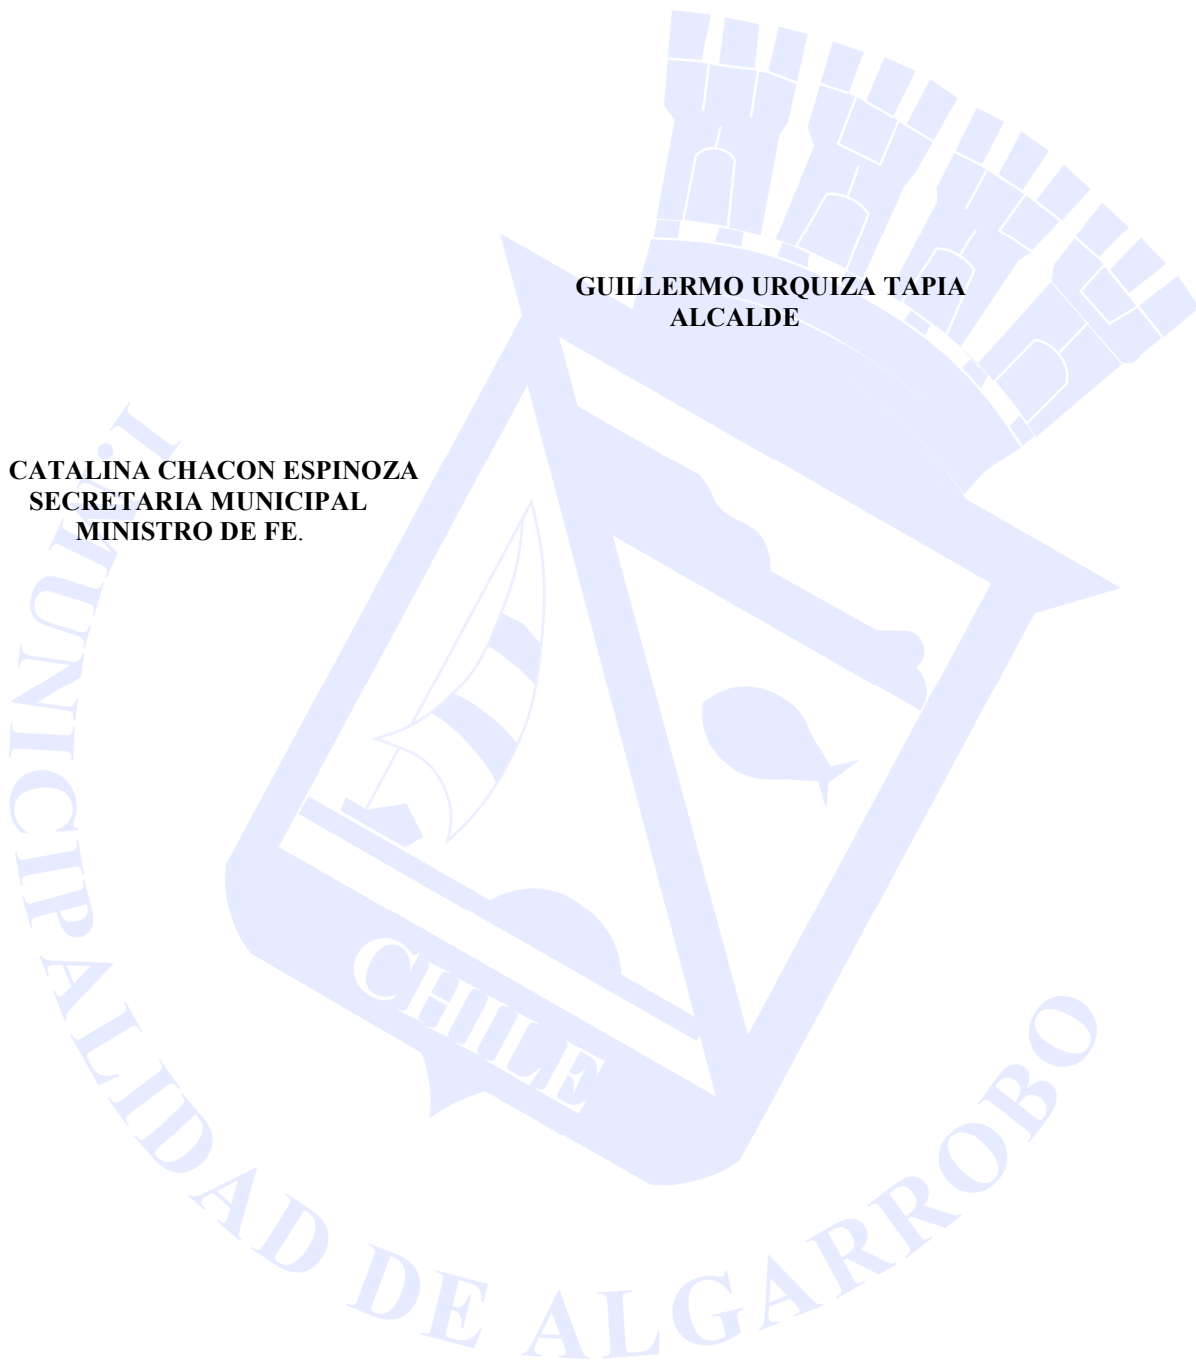 GUILLERMO URQUIZA TAPIA
ALCALDE
CATALINA CHACON ESPINOZA
SECRETARIA MUNICIPAL
MINISTRO DE FE.
I. MUNICIPALIDAD DE ALGARROBO
CHILE